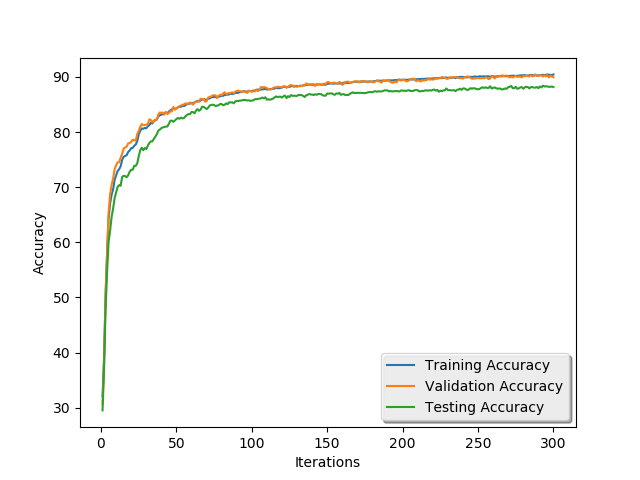 90
80
70
60
50
40
30
Accuracy
Training Accuracy
Validation Accuracy
Testing Accuracy
0 50 100 150 200 250 300
Iterations